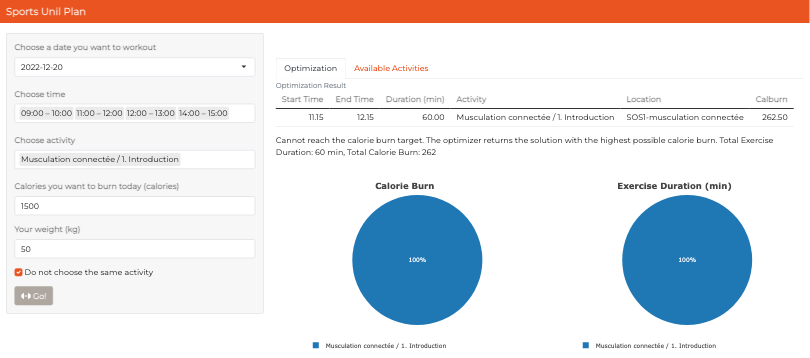 Sports Unil Plan
Choose a date you want to workout
2022-12-20
Choose time
09:00 – 10:00 11:00 – 12:00 12:00 – 13:00 14:00 – 15:00
Choose activity
Musculation connectée / 1. Introduction
Calories you want to burn today (calories)
1500
Your weight (kg)
50
Do not choose the same activity
Go!
Optimization Available Activities
Optimization Result
Start Time End Time Duration (min) Activity Location Calburn
11.15 12.15 60.00 Musculation connectée / 1. Introduction SOS1-musculation connectée 262.50
Cannot reach the calorie burn target. The optimizer returns the solution with the highest possible calorie burn. Total Exercise
Duration: 60 min, Total Calorie Burn: 262
Calorie Burn
100%
Musculation connectée / 1. Introduction
Exercise Duration (min)
100%
Musculation connectée / 1. Introduction